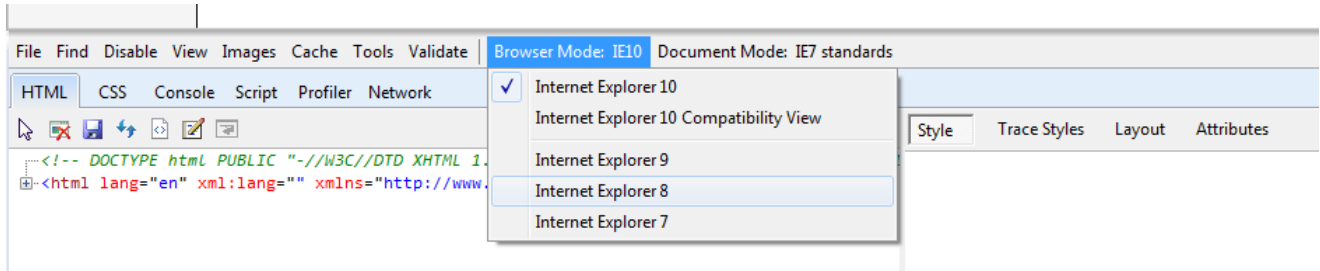 File Find Disable View Images Cache Tools Validate Browser Mode: IE10 Document Mode: IE7 standards
HTML CSS Console Script Profiler Network
Internet Explorer 10
Internet Explorer 10 Compatibility View
Style Trace Styles Layout Attributes
<!-- DOCTYPE html PUBLIC "-//W3C//DTD XHTML 1.
Internet Explorer 9
<html lang="en" xml:lang="" xmlns="http://www.
Internet Explorer 8
Internet Explorer 7